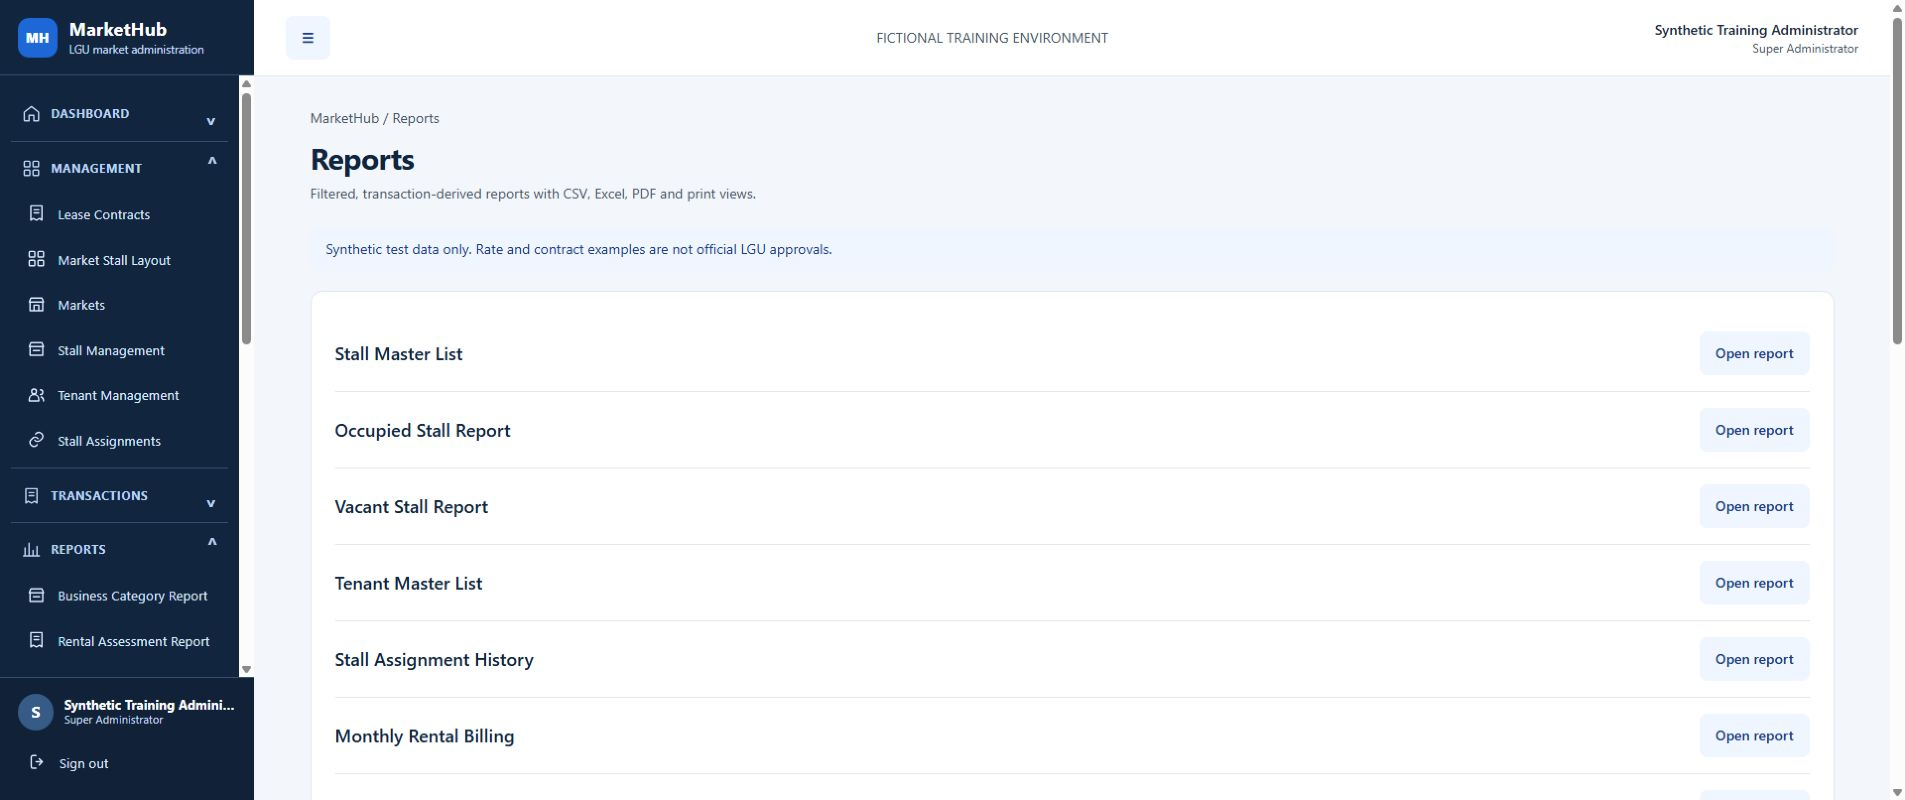 MH
MarketHub
LGU market administration
DASHBOARD
MANAGEMENT
Lease Contracts
Market Stall Layout
Markets
Stall Management
Tenant Management
Stall Assignments
TRANSACTIONS
REPORTS
Business Category Report
Rental Assessment Report
S
Synthetic Training Admini...
Super Administrator
Sign out
FICTIONAL TRAINING ENVIRONMENT
Synthetic Training Administrator
Super Administrator
MarketHub / Reports
Reports
Filtered, transaction-derived reports with CSV, Excel, PDF and print views.
Synthetic test data only. Rate and contract examples are not official LGU approvals.
Stall Master List
Open report
Occupied Stall Report
Open report
Vacant Stall Report
Open report
Tenant Master List
Open report
Stall Assignment History
Open report
Monthly Rental Billing
Open report